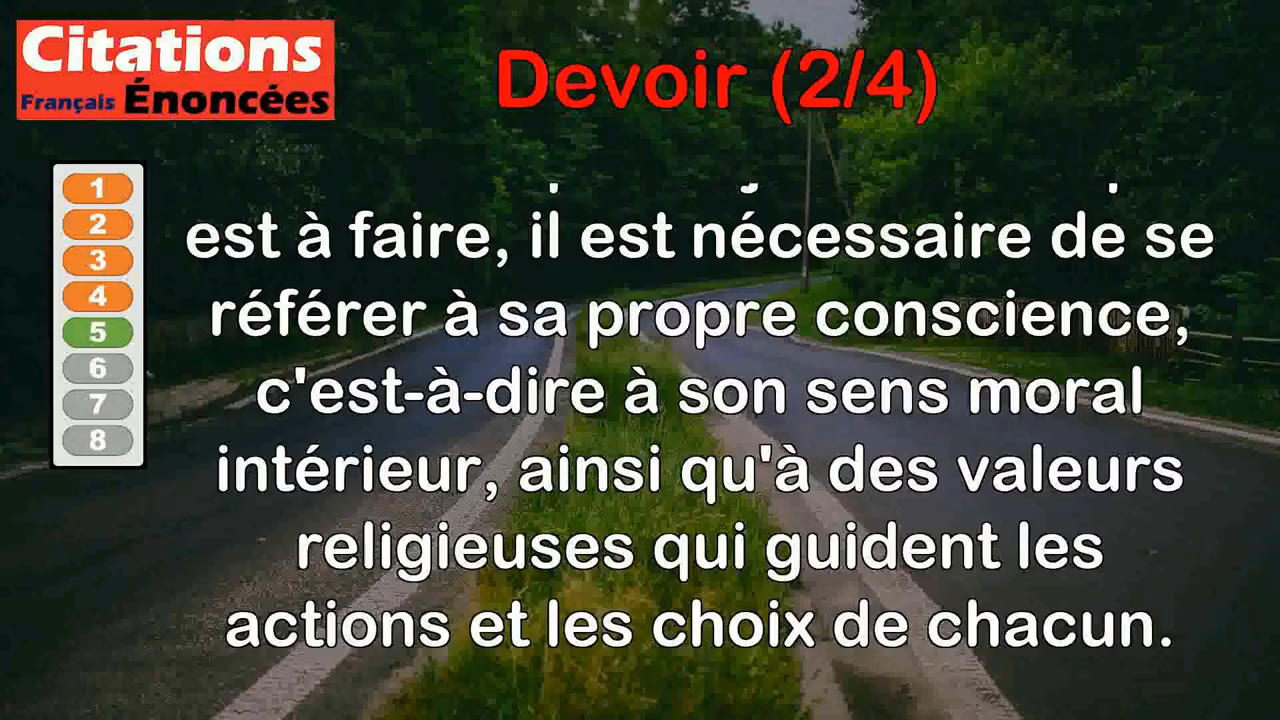 Citations
Français Énoncées
Devoir (2/4)
1
2
3
4
5
6
7
8
est à faire, il est nécessaire de se
référer à sa propre conscience,
c'est-à-dire à son sens moral
intérieur, ainsi qu'à des valeurs
religieuses qui guident les
actions et les choix de chacun.